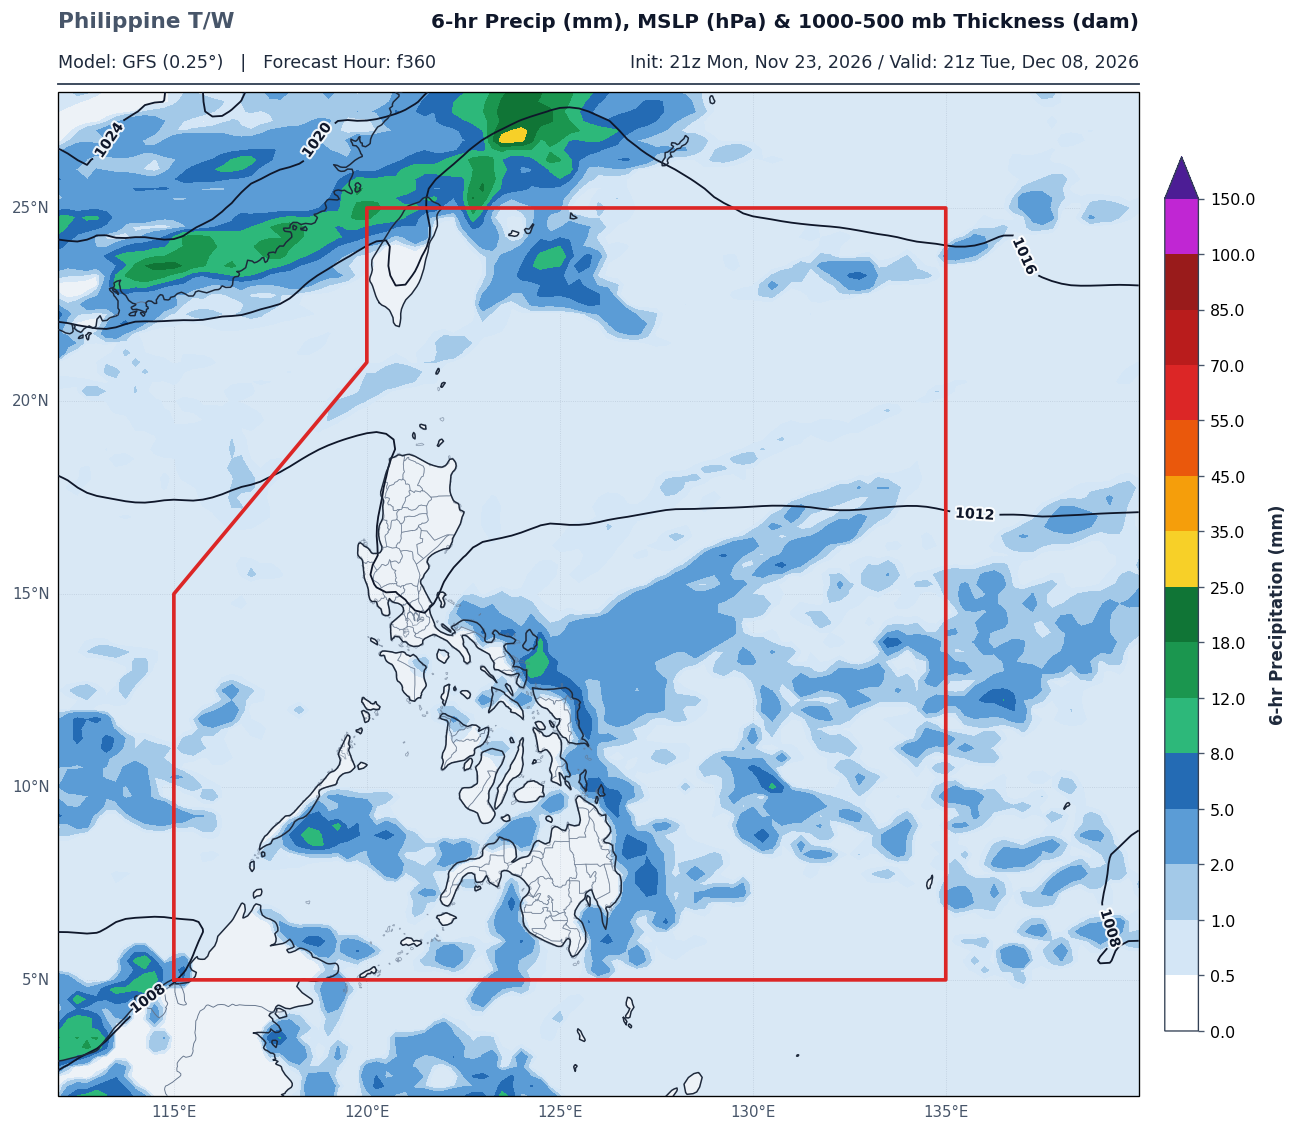 Philippine T/W
6-hr Precip (mm), MSLP (hPa) & 1000-500 mb Thickness (dam)
Model: GFS (0.25°) | Forecast Hour: f360
Init: 21z Mon, Nov 23, 2026 / Valid: 21z Tue, Dec 08, 2026
1024
1020
1016
1012
1008
1008
25°N
20°N
15°N
10°N
5°N
115°E
120°E
125°E
130°E
135°E
150.0
100.0
85.0
70.0
55.0
45.0
35.0
25.0
18.0
12.0
8.0
5.0
2.0
1.0
0.5
0.0
6-hr Precipitation (mm)